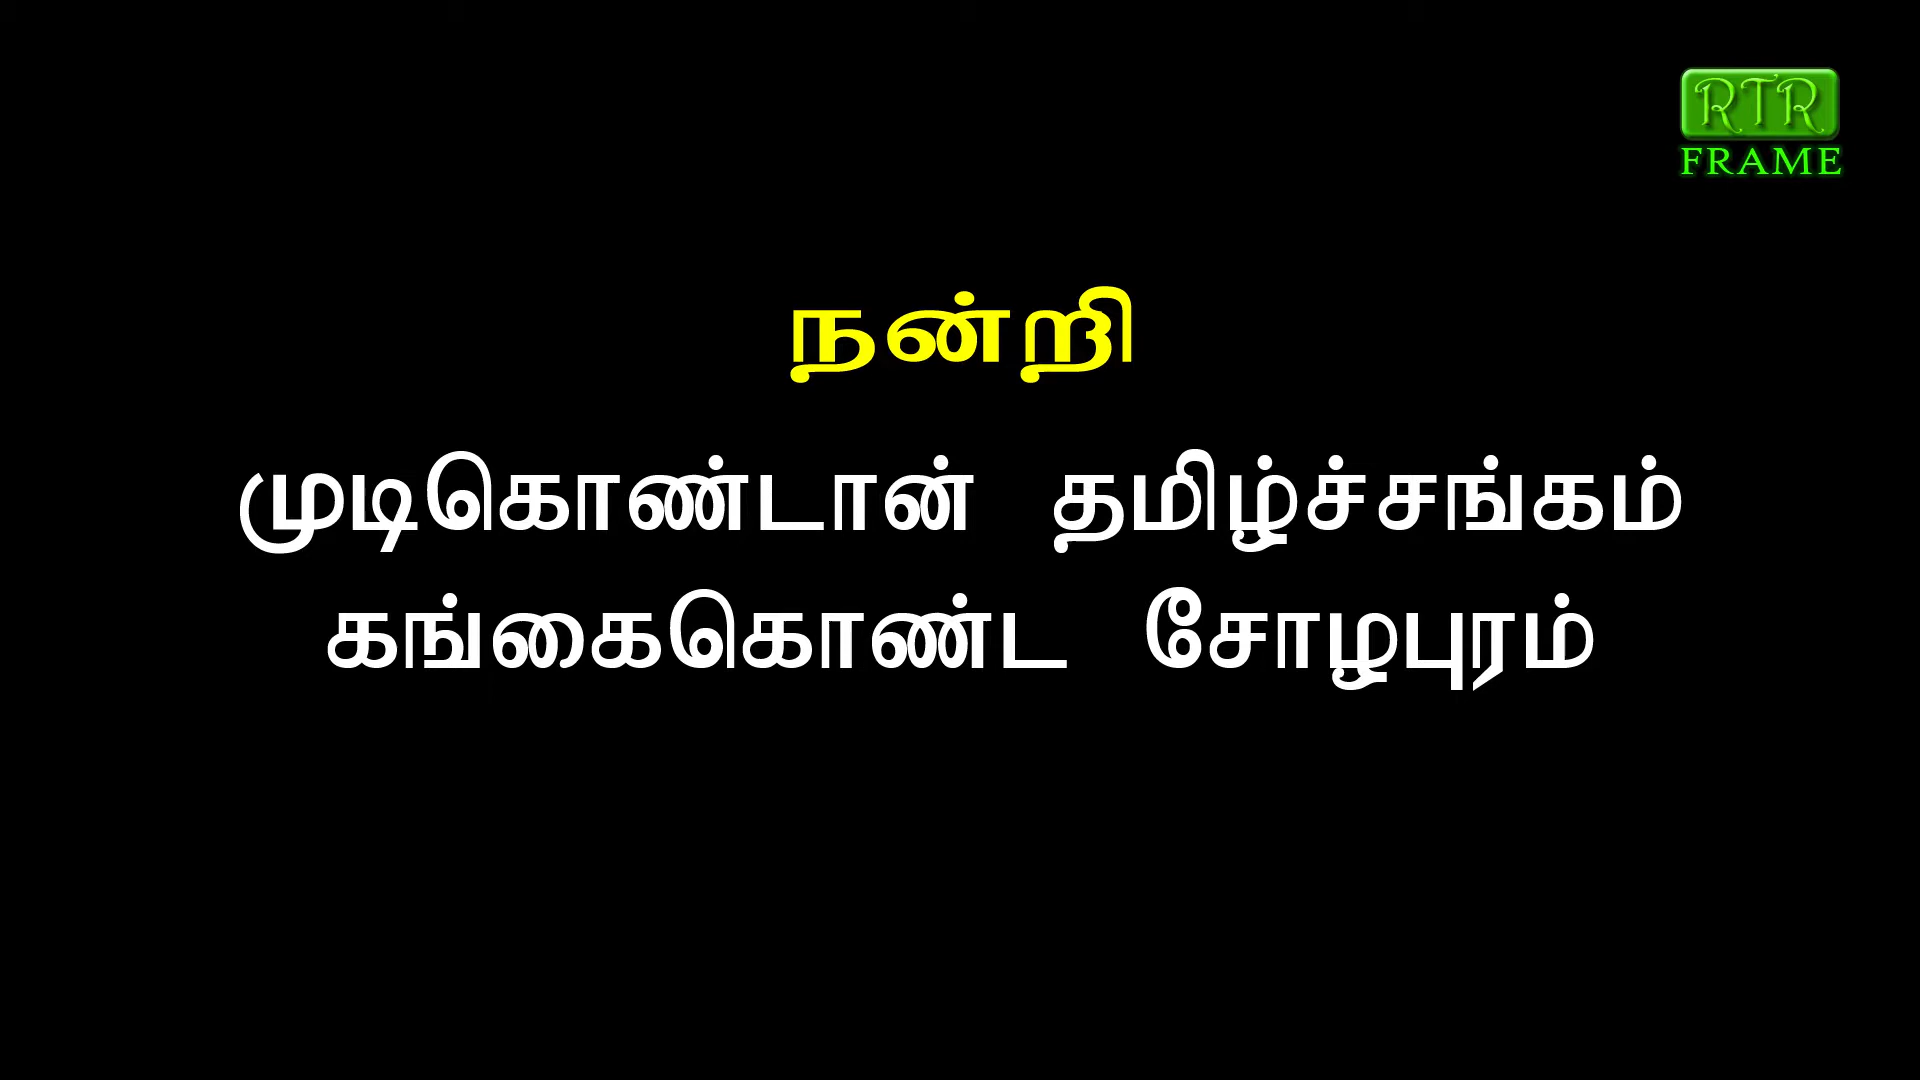 RTR
FRAME
நன்றி
முடிகொண்டான் தமிழ்ச்சங்கம்
கங்கைகொண்ட சோழபுரம்